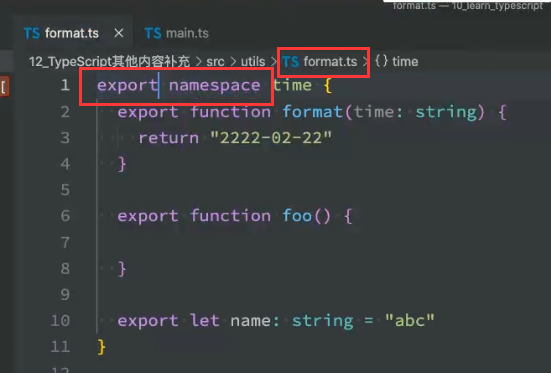 format.ts — 10_learn_typescript
TS format.ts × TS main.ts
12_TypeScript其他内容补充 > src > utils > TS format.ts > {} time
1 export namespace time {
2 export function format(time: string) {
3 return "2222-02-22"
4 }
5
6 export function foo() {
7
8 }
9
10 export let name: string = "abc"
11 }
12